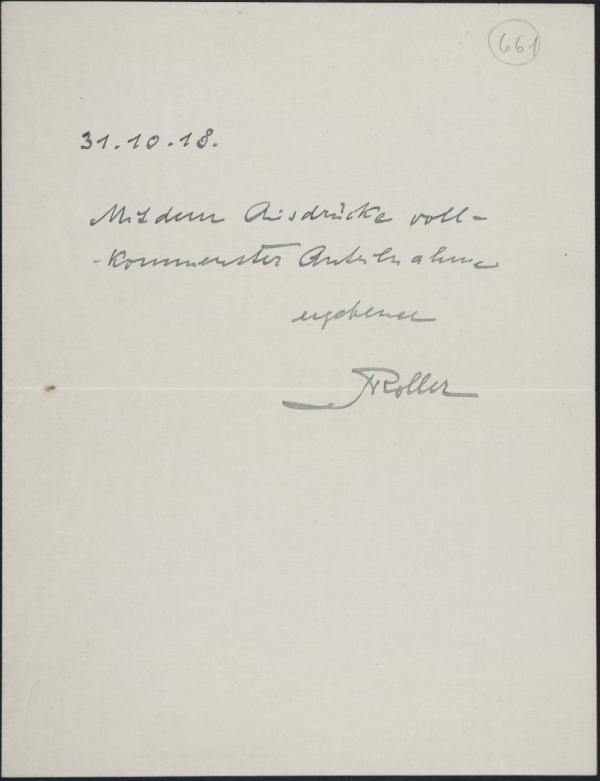 661
31.10.18.
Mit dem Ausdrucke voll-
-kommenster Anteilnahme
ergebener
Roller